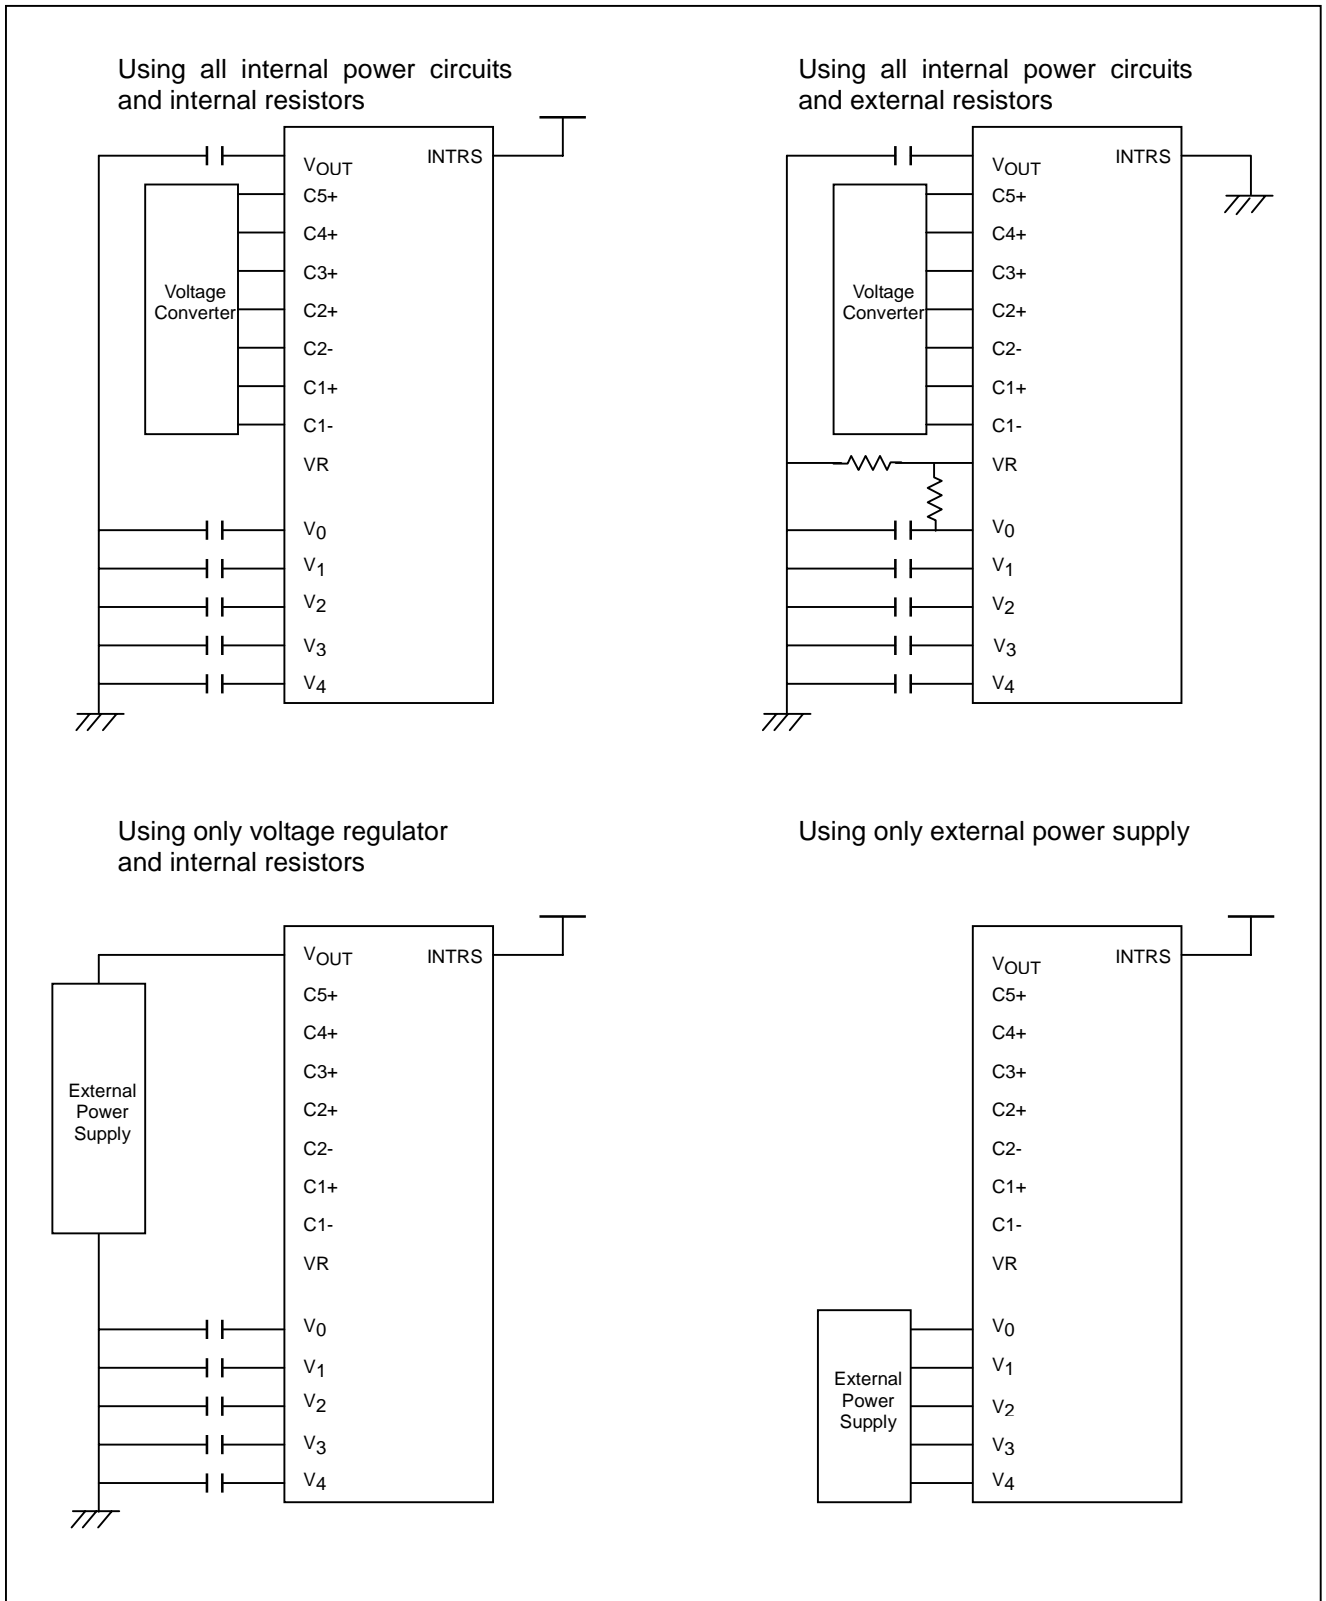 Using all internal power circuits
and internal resistors
VOUT
INTRS
C5+
C4+
C3+
C2+
C2-
C1+
C1-
VR
V0
V1
V2
V3
V4
Voltage
Converter
Using all internal power circuits
and external resistors
VOUT
INTRS
C5+
C4+
C3+
C2+
C2-
C1+
C1-
VR
V0
V1
V2
V3
V4
Voltage
Converter
Using only voltage regulator
and internal resistors
VOUT
INTRS
C5+
C4+
C3+
C2+
C2-
C1+
C1-
VR
V0
V1
V2
V3
V4
External
Power
Supply
Using only external power supply
VOUT
INTRS
C5+
C4+
C3+
C2+
C2-
C1+
C1-
VR
V0
V1
V2
V3
V4
External
Power
Supply